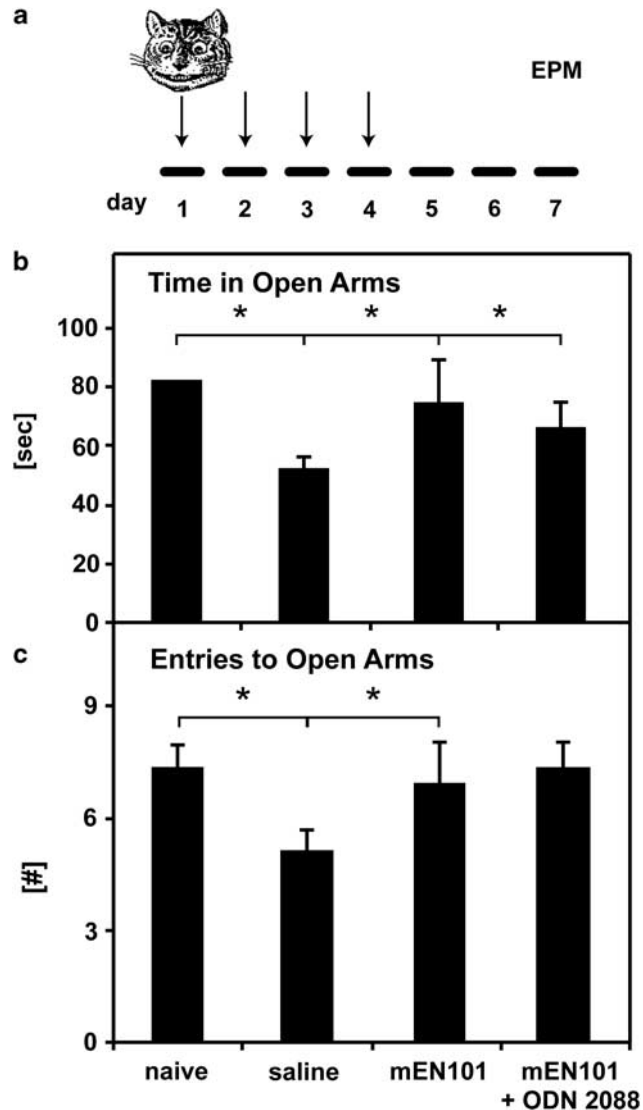 a
EPM
day 1 2 3 4 5 6 7
b
Time in Open Arms
* * *
100
80
60
40
20
0
[sec]
c
Entries to Open Arms
* *
9
6
3
0
[#]
naive saline mEN101 mEN101
+ ODN 2088